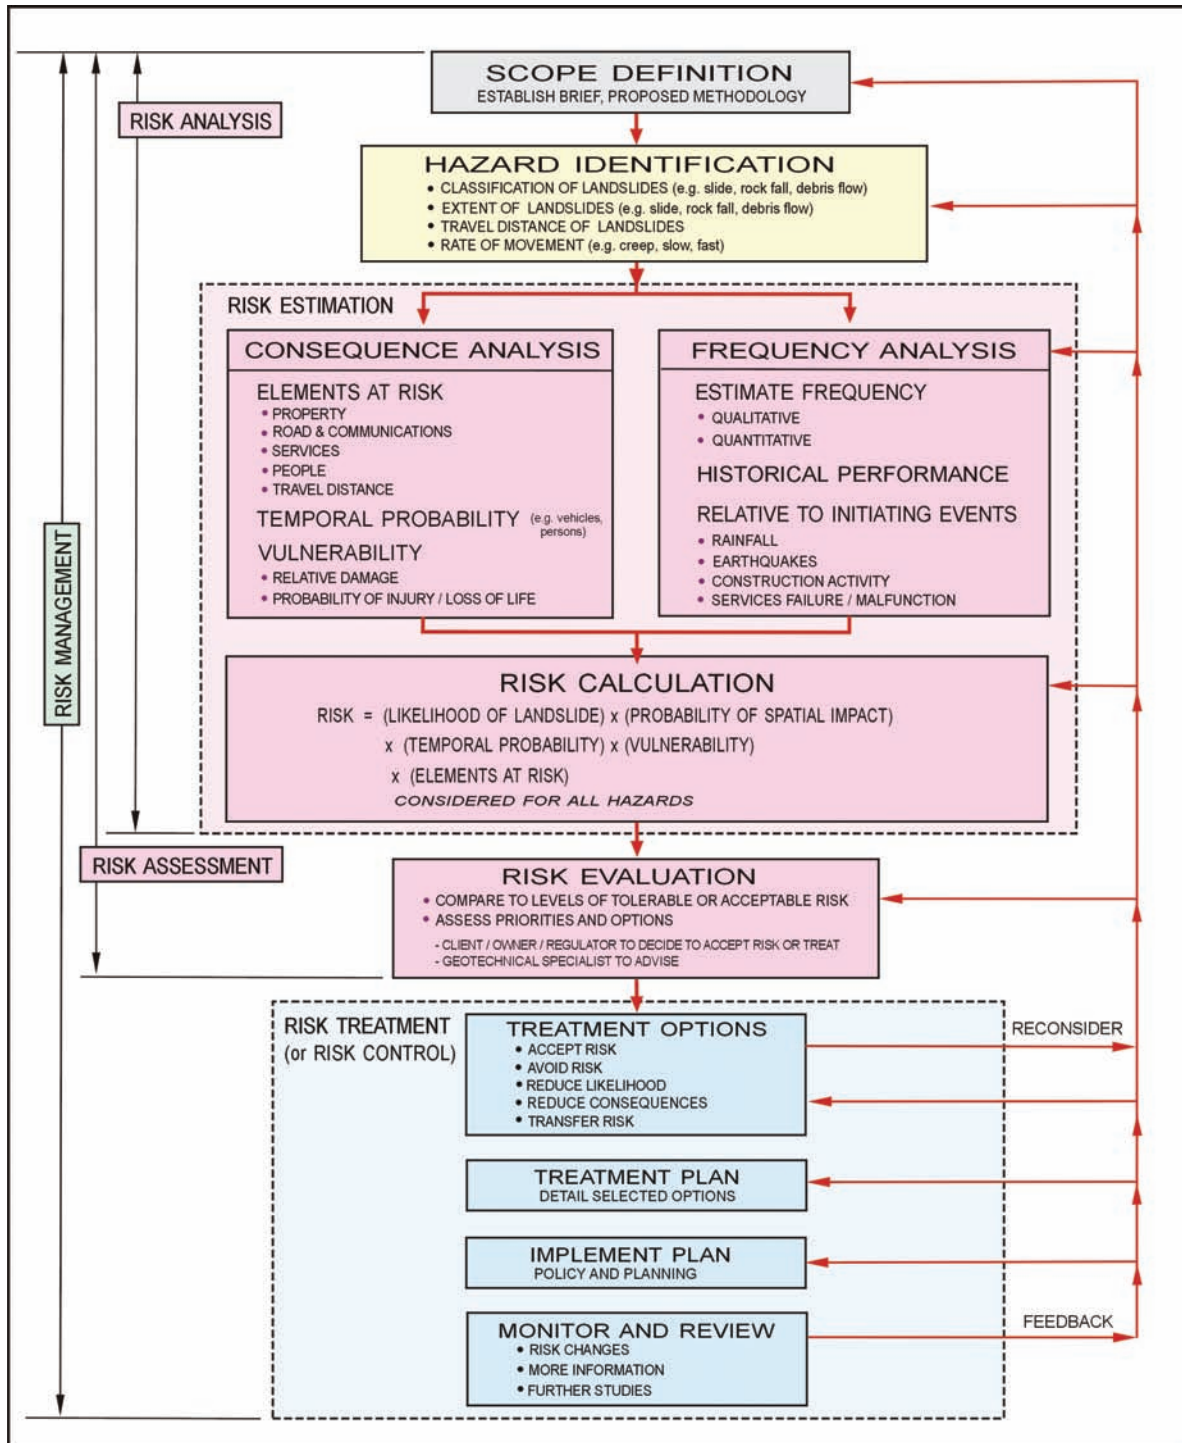 SCOPE DEFINITION
ESTABLISH BRIEF, PROPOSED METHODOLOGY
RISK ANALYSIS
HAZARD IDENTIFICATION
• CLASSIFICATION OF LANDSLIDES (e.g. slide, rock fall, debris flow)
• EXTENT OF LANDSLIDES (e.g. slide, rock fall, debris flow)
• TRAVEL DISTANCE OF LANDSLIDES
• RATE OF MOVEMENT (e.g. creep, slow, fast)
RISK ESTIMATION
CONSEQUENCE ANALYSIS
ELEMENTS AT RISK
• PROPERTY
• ROAD & COMMUNICATIONS
• SERVICES
• PEOPLE
• TRAVEL DISTANCE
TEMPORAL PROBABILITY (e.g. vehicles,
persons)
VULNERABILITY
• RELATIVE DAMAGE
• PROBABILITY OF INJURY / LOSS OF LIFE
FREQUENCY ANALYSIS
ESTIMATE FREQUENCY
• QUALITATIVE
• QUANTITATIVE
HISTORICAL PERFORMANCE
RELATIVE TO INITIATING EVENTS
• RAINFALL
• EARTHQUAKES
• CONSTRUCTION ACTIVITY
• SERVICES FAILURE / MALFUNCTION
RISK MANAGEMENT
RISK CALCULATION
RISK = (LIKELIHOOD OF LANDSLIDE) x (PROBABILITY OF SPATIAL IMPACT)
x (TEMPORAL PROBABILITY) x (VULNERABILITY)
x (ELEMENTS AT RISK)
CONSIDERED FOR ALL HAZARDS
RISK ASSESSMENT
RISK EVALUATION
• COMPARE TO LEVELS OF TOLERABLE OR ACCEPTABLE RISK
• ASSESS PRIORITIES AND OPTIONS
- CLIENT / OWNER / REGULATOR TO DECIDE TO ACCEPT RISK OR TREAT
- GEOTECHNICAL SPECIALIST TO ADVISE
RISK TREATMENT
(or RISK CONTROL)
TREATMENT OPTIONS
• ACCEPT RISK
• AVOID RISK
• REDUCE LIKELIHOOD
• REDUCE CONSEQUENCES
• TRANSFER RISK
RECONSIDER
TREATMENT PLAN
DETAIL SELECTED OPTIONS
IMPLEMENT PLAN
POLICY AND PLANNING
MONITOR AND REVIEW
• RISK CHANGES
• MORE INFORMATION
• FURTHER STUDIES
FEEDBACK